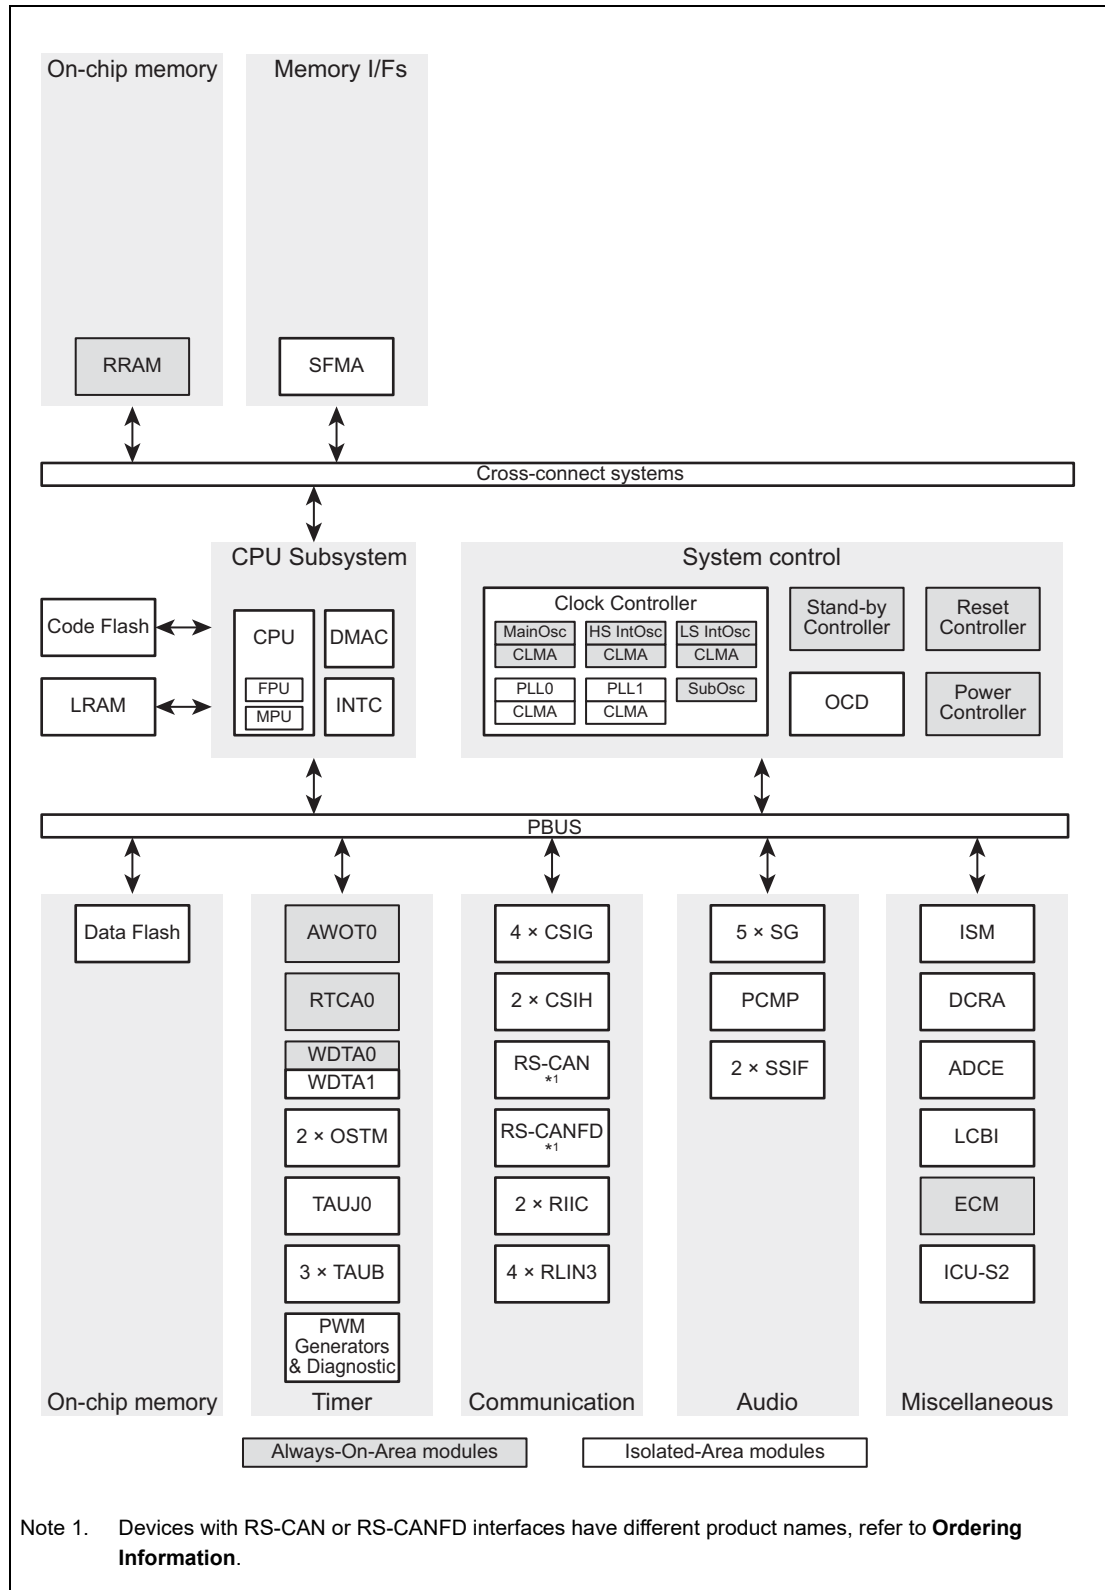 On-chip memory
Memory I/Fs
RRAM
SFMA
Cross-connect systems
CPU Subsystem
System control
Code Flash
LRAM
CPU
FPU
MPU
DMAC
INTC
Clock Controller
MainOsc
CLMA
HS IntOsc
CLMA
LS IntOsc
CLMA
PLL0
CLMA
PLL1
CLMA
SubOsc
Stand-by
Controller
Reset
Controller
OCD
Power
Controller
PBUS
Data Flash
On-chip memory
AWOT0
RTCA0
WDTA0
WDTA1
2 × OSTM
TAUJ0
3 × TAUB
PWM
Generators
& Diagnostic
Timer
4 × CSIG
2 × CSIH
RS-CAN
*1
RS-CANFD
*1
2 × RIIC
4 × RLIN3
Communication
5 × SG
PCMP
2 × SSIF
Audio
ISM
DCRA
ADCE
LCBI
ECM
ICU-S2
Miscellaneous
Always-On-Area modules
Isolated-Area modules
Note 1. Devices with RS-CAN or RS-CANFD interfaces have different product names, refer to Ordering
Information.